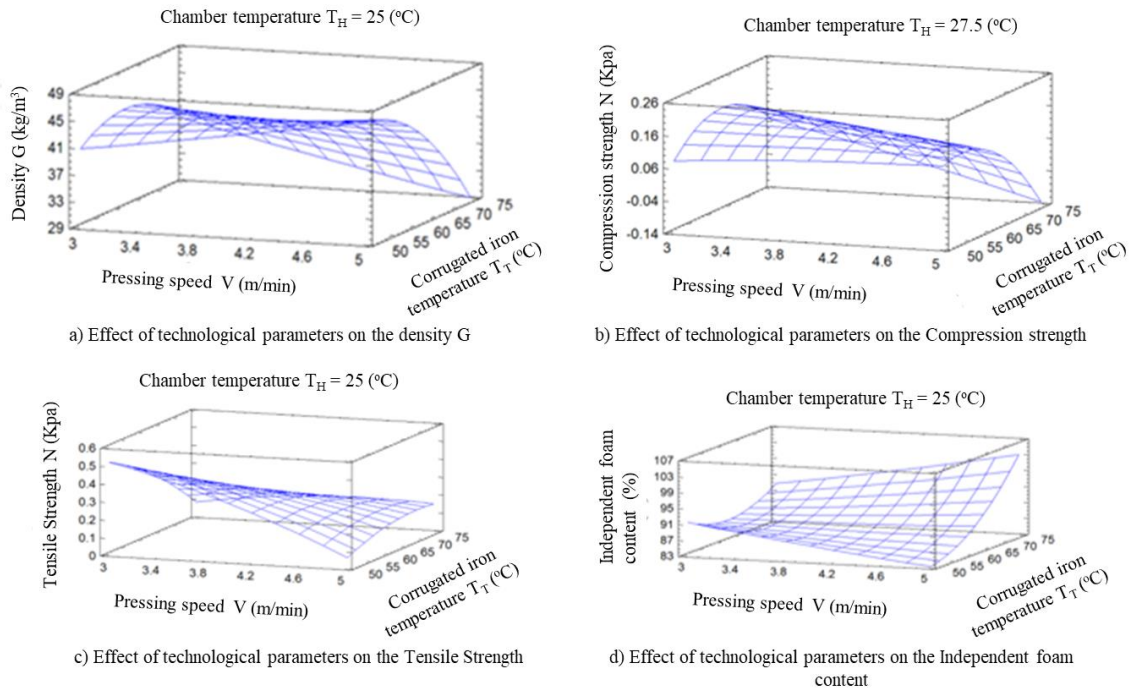 Chamber temperature T_H = 25 (°C)
Density G (kg/m³)
49
45
41
37
33
29
3
3.4
3.8
4.2
4.6
5
50
55
60
65
70
75
Pressing speed V (m/min)
Corrugated iron
temperature T_T (°C)
a) Effect of technological parameters on the density G
Chamber temperature T_H = 27.5 (°C)
Compression strength N (Kpa)
0.26
0.16
0.06
-0.04
-0.14
3
3.4
3.8
4.2
4.6
5
50
55
60
65
70
75
Pressing speed V (m/min)
Corrugated iron
temperature T_T (°C)
b) Effect of technological parameters on the Compression strength
Chamber temperature T_H = 25 (°C)
Tensile Strength N (Kpa)
0.6
0.5
0.4
0.3
0.2
0.1
0
3
3.4
3.8
4.2
4.6
5
50
55
60
65
70
75
Pressing speed V (m/min)
Corrugated iron
temperature T_T (°C)
c) Effect of technological parameters on the Tensile Strength
Chamber temperature T_H = 25 (°C)
Independent foam
content (%)
107
103
99
95
91
87
83
3
3.4
3.8
4.2
4.6
5
50
55
60
65
70
75
Pressing speed V (m/min)
Corrugated iron
temperature T_T (°C)
d) Effect of technological parameters on the Independent foam
content